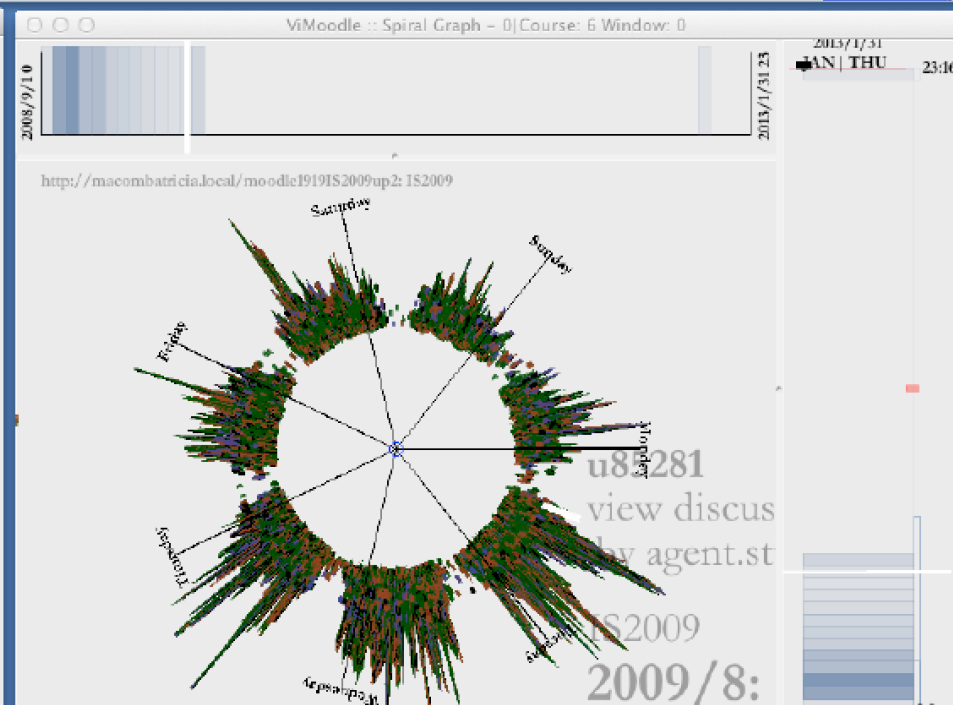 ViMoodle :: Spiral Graph - 0|Course: 6 Window: 0
2008/9/10
2013/1/31 23
2013/1/31
JAN | THU
23:16
http://macombatricia.local/moodle1919IS2009up2: IS2009
Saturday
Sunday
Friday
Monday
u85281
view discus
Thursday
by agent.st
IS2009
Tuesday
Wednesday
2009/8: